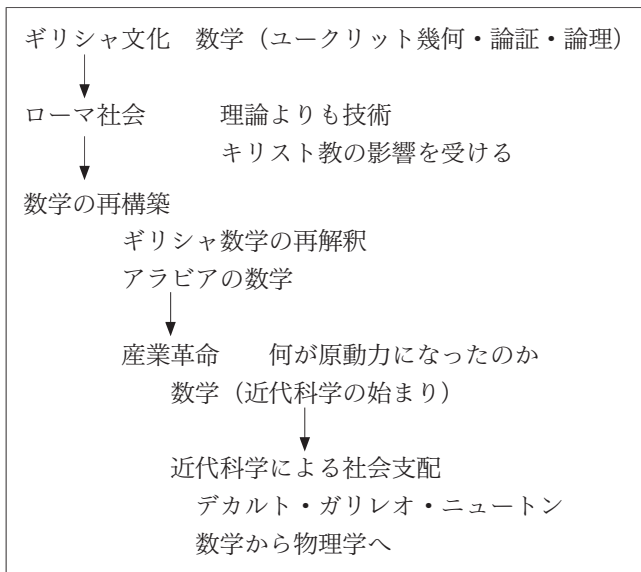 ギリシャ文化　数学（ユークリット幾何・論証・論理）
ローマ社会　　　理論よりも技術
キリスト教の影響を受ける
数学の再構築
ギリシャ数学の再解釈
アラビアの数学
産業革命　　何が原動力になったのか
数学（近代科学の始まり）
近代科学による社会支配
デカルト・ガリレオ・ニュートン
数学から物理学へ